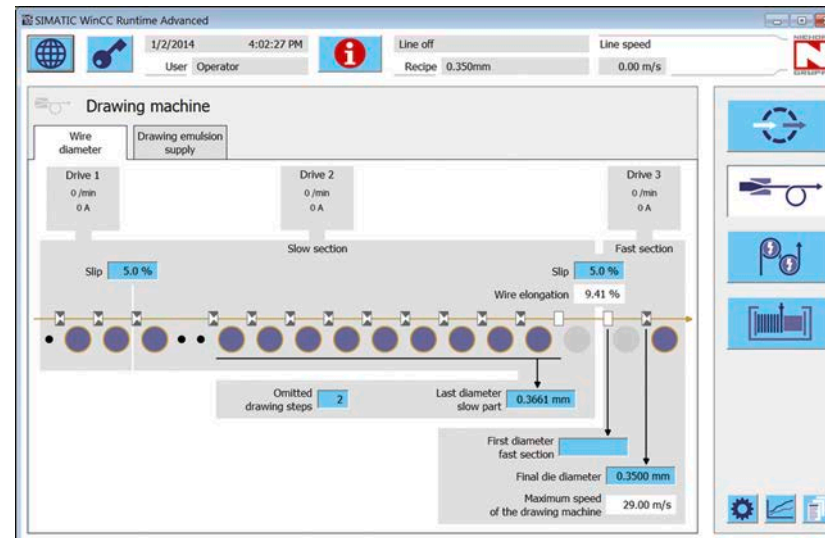 SIMATIC WinCC Runtime Advanced
1/2/2014 4:02:27 PM
User Operator
Line off
Recipe 0.350mm
Line speed
0.00 m/s
Drawing machine
Wire
diameter
Drawing emulsion
supply
Drive 1
0 /min
0 A
Drive 2
0 /min
0 A
Drive 3
0 /min
0 A
Slow section
Fast section
Slip 5.0 %
Slip 5.0 %
Wire elongation 9.41 %
Omitted
drawing steps 2
Last diameter
slow part 0.3661 mm
First diameter
fast section
Final die diameter 0.3500 mm
Maximum speed
of the drawing machine 29.00 m/s